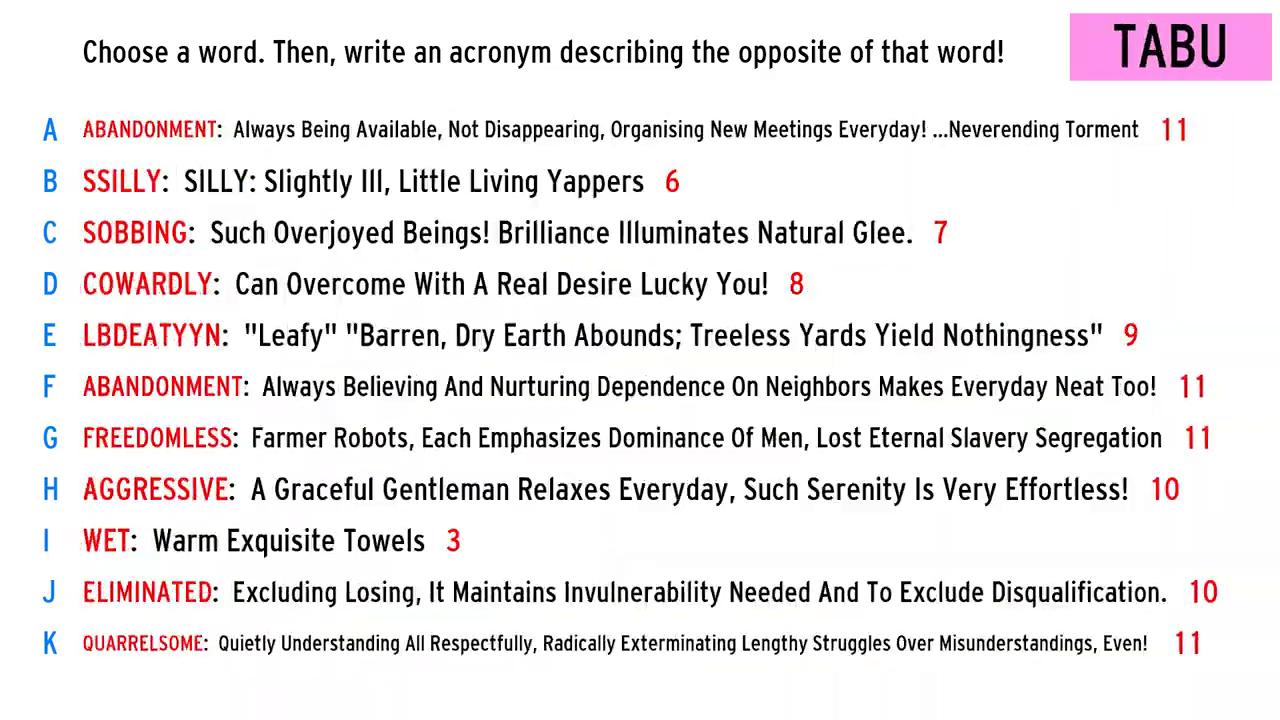 Choose a word. Then, write an acronym describing the opposite of that word!
TABU
A ABANDONMENT: Always Being Available, Not Disappearing, Organising New Meetings Everyday! ...Neverending Torment 11
B SSILLY: SILLY: Slightly Ill, Little Living Yappers 6
C SOBBING: Such Overjoyed Beings! Brilliance Illuminates Natural Glee. 7
D COWARDLY: Can Overcome With A Real Desire Lucky You! 8
E LBDEATYYN: "Leafy" "Barren, Dry Earth Abounds; Treeless Yards Yield Nothingness" 9
F ABANDONMENT: Always Believing And Nurturing Dependence On Neighbors Makes Everyday Neat Too! 11
G FREEDOMLESS: Farmer Robots, Each Emphasizes Dominance Of Men, Lost Eternal Slavery Segregation 11
H AGGRESSIVE: A Graceful Gentleman Relaxes Everyday, Such Serenity Is Very Effortless! 10
I WET: Warm Exquisite Towels 3
J ELIMINATED: Excluding Losing, It Maintains Invulnerability Needed And To Exclude Disqualification. 10
K QUARRELSOME: Quietly Understanding All Respectfully, Radically Exterminating Lengthy Struggles Over Misunderstandings, Even! 11